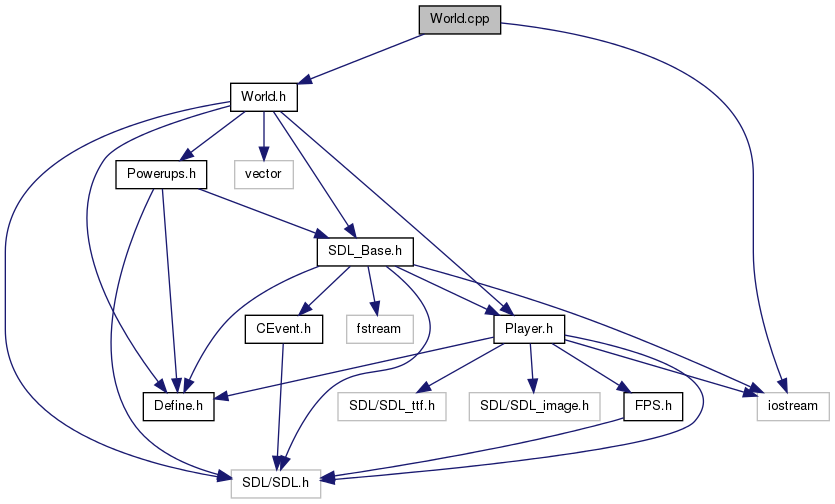 World.cpp
World.h
Powerups.h
vector
SDL_Base.h
CEvent.h
fstream
Player.h
Define.h
SDL/SDL_ttf.h
SDL/SDL_image.h
FPS.h
iostream
SDL/SDL.h